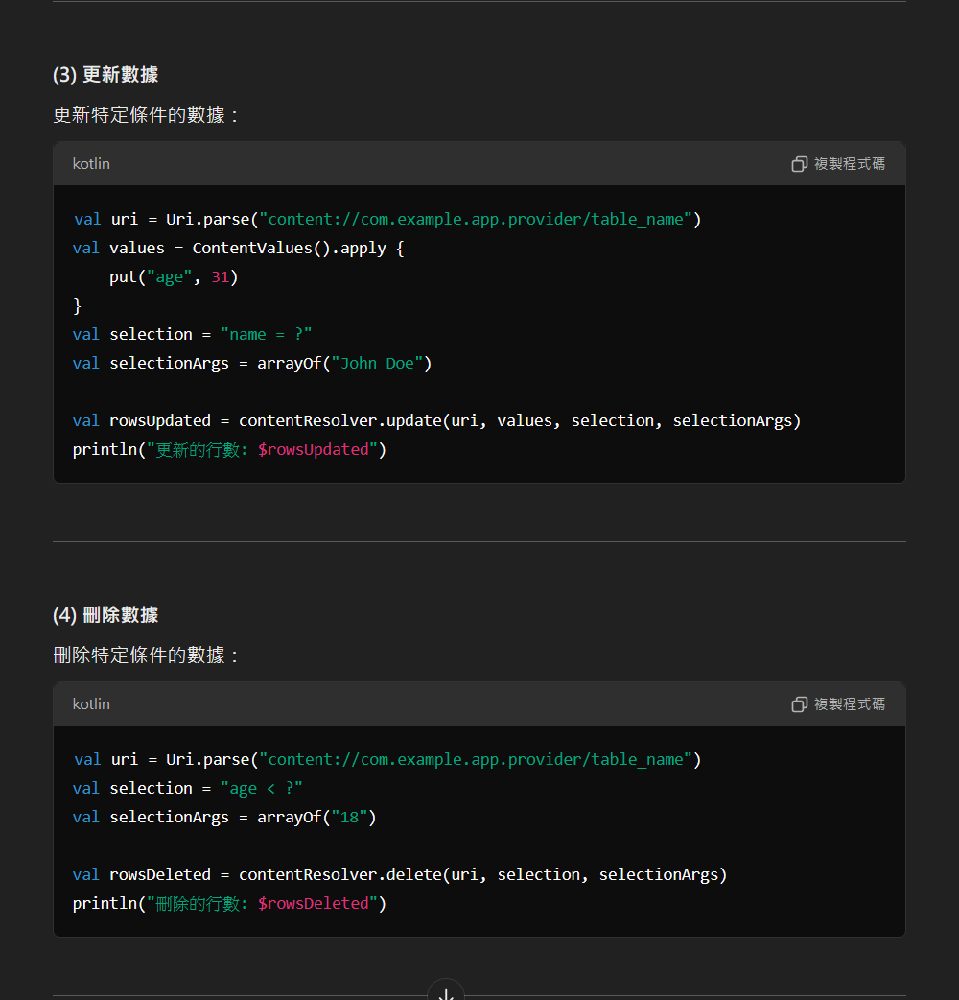 (3) 更新數據
更新特定條件的數據：
kotlin
複製程式碼
val uri = Uri.parse("content://com.example.app.provider/table_name")
val values = ContentValues().apply {
    put("age", 31)
}
val selection = "name = ?"
val selectionArgs = arrayOf("John Doe")
val rowsUpdated = contentResolver.update(uri, values, selection, selectionArgs)
println("更新的行數: $rowsUpdated")
(4) 刪除數據
刪除特定條件的數據：
kotlin
複製程式碼
val uri = Uri.parse("content://com.example.app.provider/table_name")
val selection = "age < ?"
val selectionArgs = arrayOf("18")
val rowsDeleted = contentResolver.delete(uri, selection, selectionArgs)
println("刪除的行數: $rowsDeleted")